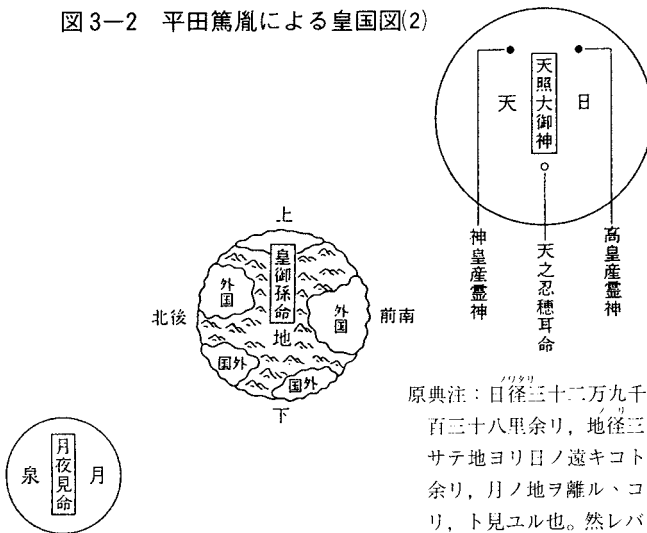 図3―2 平田篤胤による皇国図(2)
天
日
天照大御神
神皇産霊神
天之忍穂耳命
高皇産霊神
上
皇御孫命
外国
外国
北後
前南
地
国外
国外
下
泉
月
月夜見命
原典注:日径三十二万九千
百三十八里余リ,地径三
サテ地ヨリ日ノ遠キコト
余リ,月ノ地ヲ離ル丶コ
リ,ト見ユル也。然レバ